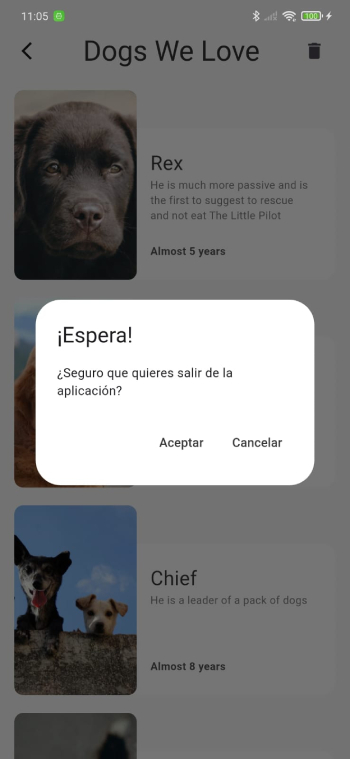 11:05
100
Dogs We Love
Rex
He is much more passive and is
the first to suggest to rescue
and not eat The Little Pilot
Almost 5 years
¡Espera!
¿Seguro que quieres salir de la
aplicación?
Aceptar Cancelar
Chief
He is a leader of a pack of dogs
Almost 8 years